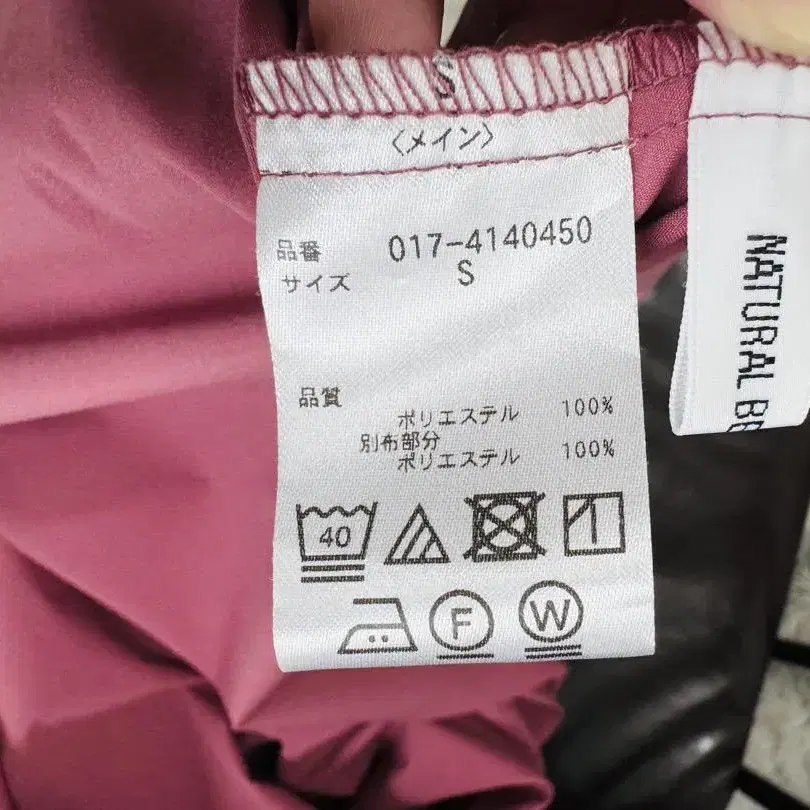 S
〈メイン〉
品番 017-4140450
サイズ S
品質
ポリエステル 100%
別布部分
ポリエステル 100%
40
F
W
NATURAL